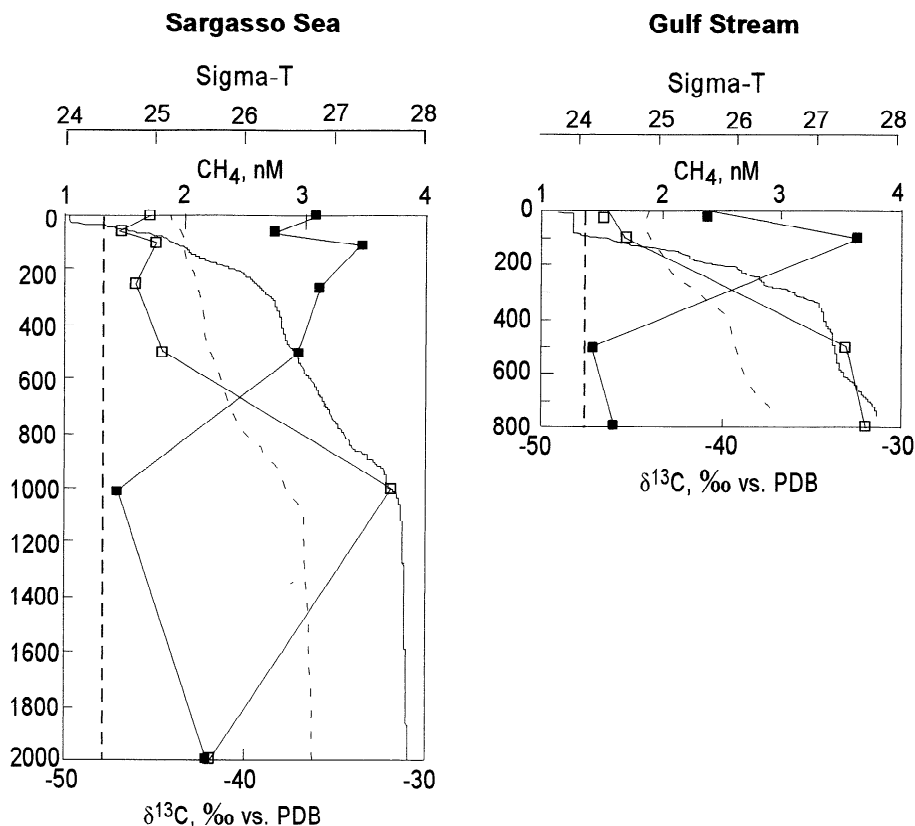 Sargasso Sea
Sigma-T
24 25 26 27 28
CH₄, nM
1 2 3 4
0
200
400
600
800
1000
1200
1400
1600
1800
2000
-50 -40 -30
δ¹³C, ‰ vs. PDB
Gulf Stream
Sigma-T
24 25 26 27 28
CH₄, nM
1 2 3 4
0
200
400
600
800
-50 -40 -30
δ¹³C, ‰ vs. PDB